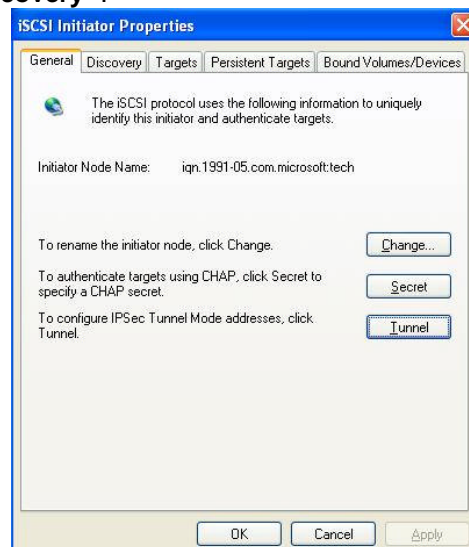 covery".
iSCSI Initiator Properties
General Discovery Targets Persistent Targets Bound Volumes/Devices
The iSCSI protocol uses the following information to uniquely
identify this initiator and authenticate targets.
Initiator Node Name: iqn.1991-05.com.microsoft:tech
To rename the initiator node, click Change.
Change...
To authenticate targets using CHAP, click Secret to
specify a CHAP secret.
Secret
To configure IPSec Tunnel Mode addresses, click
Tunnel.
Tunnel
OK Cancel Apply